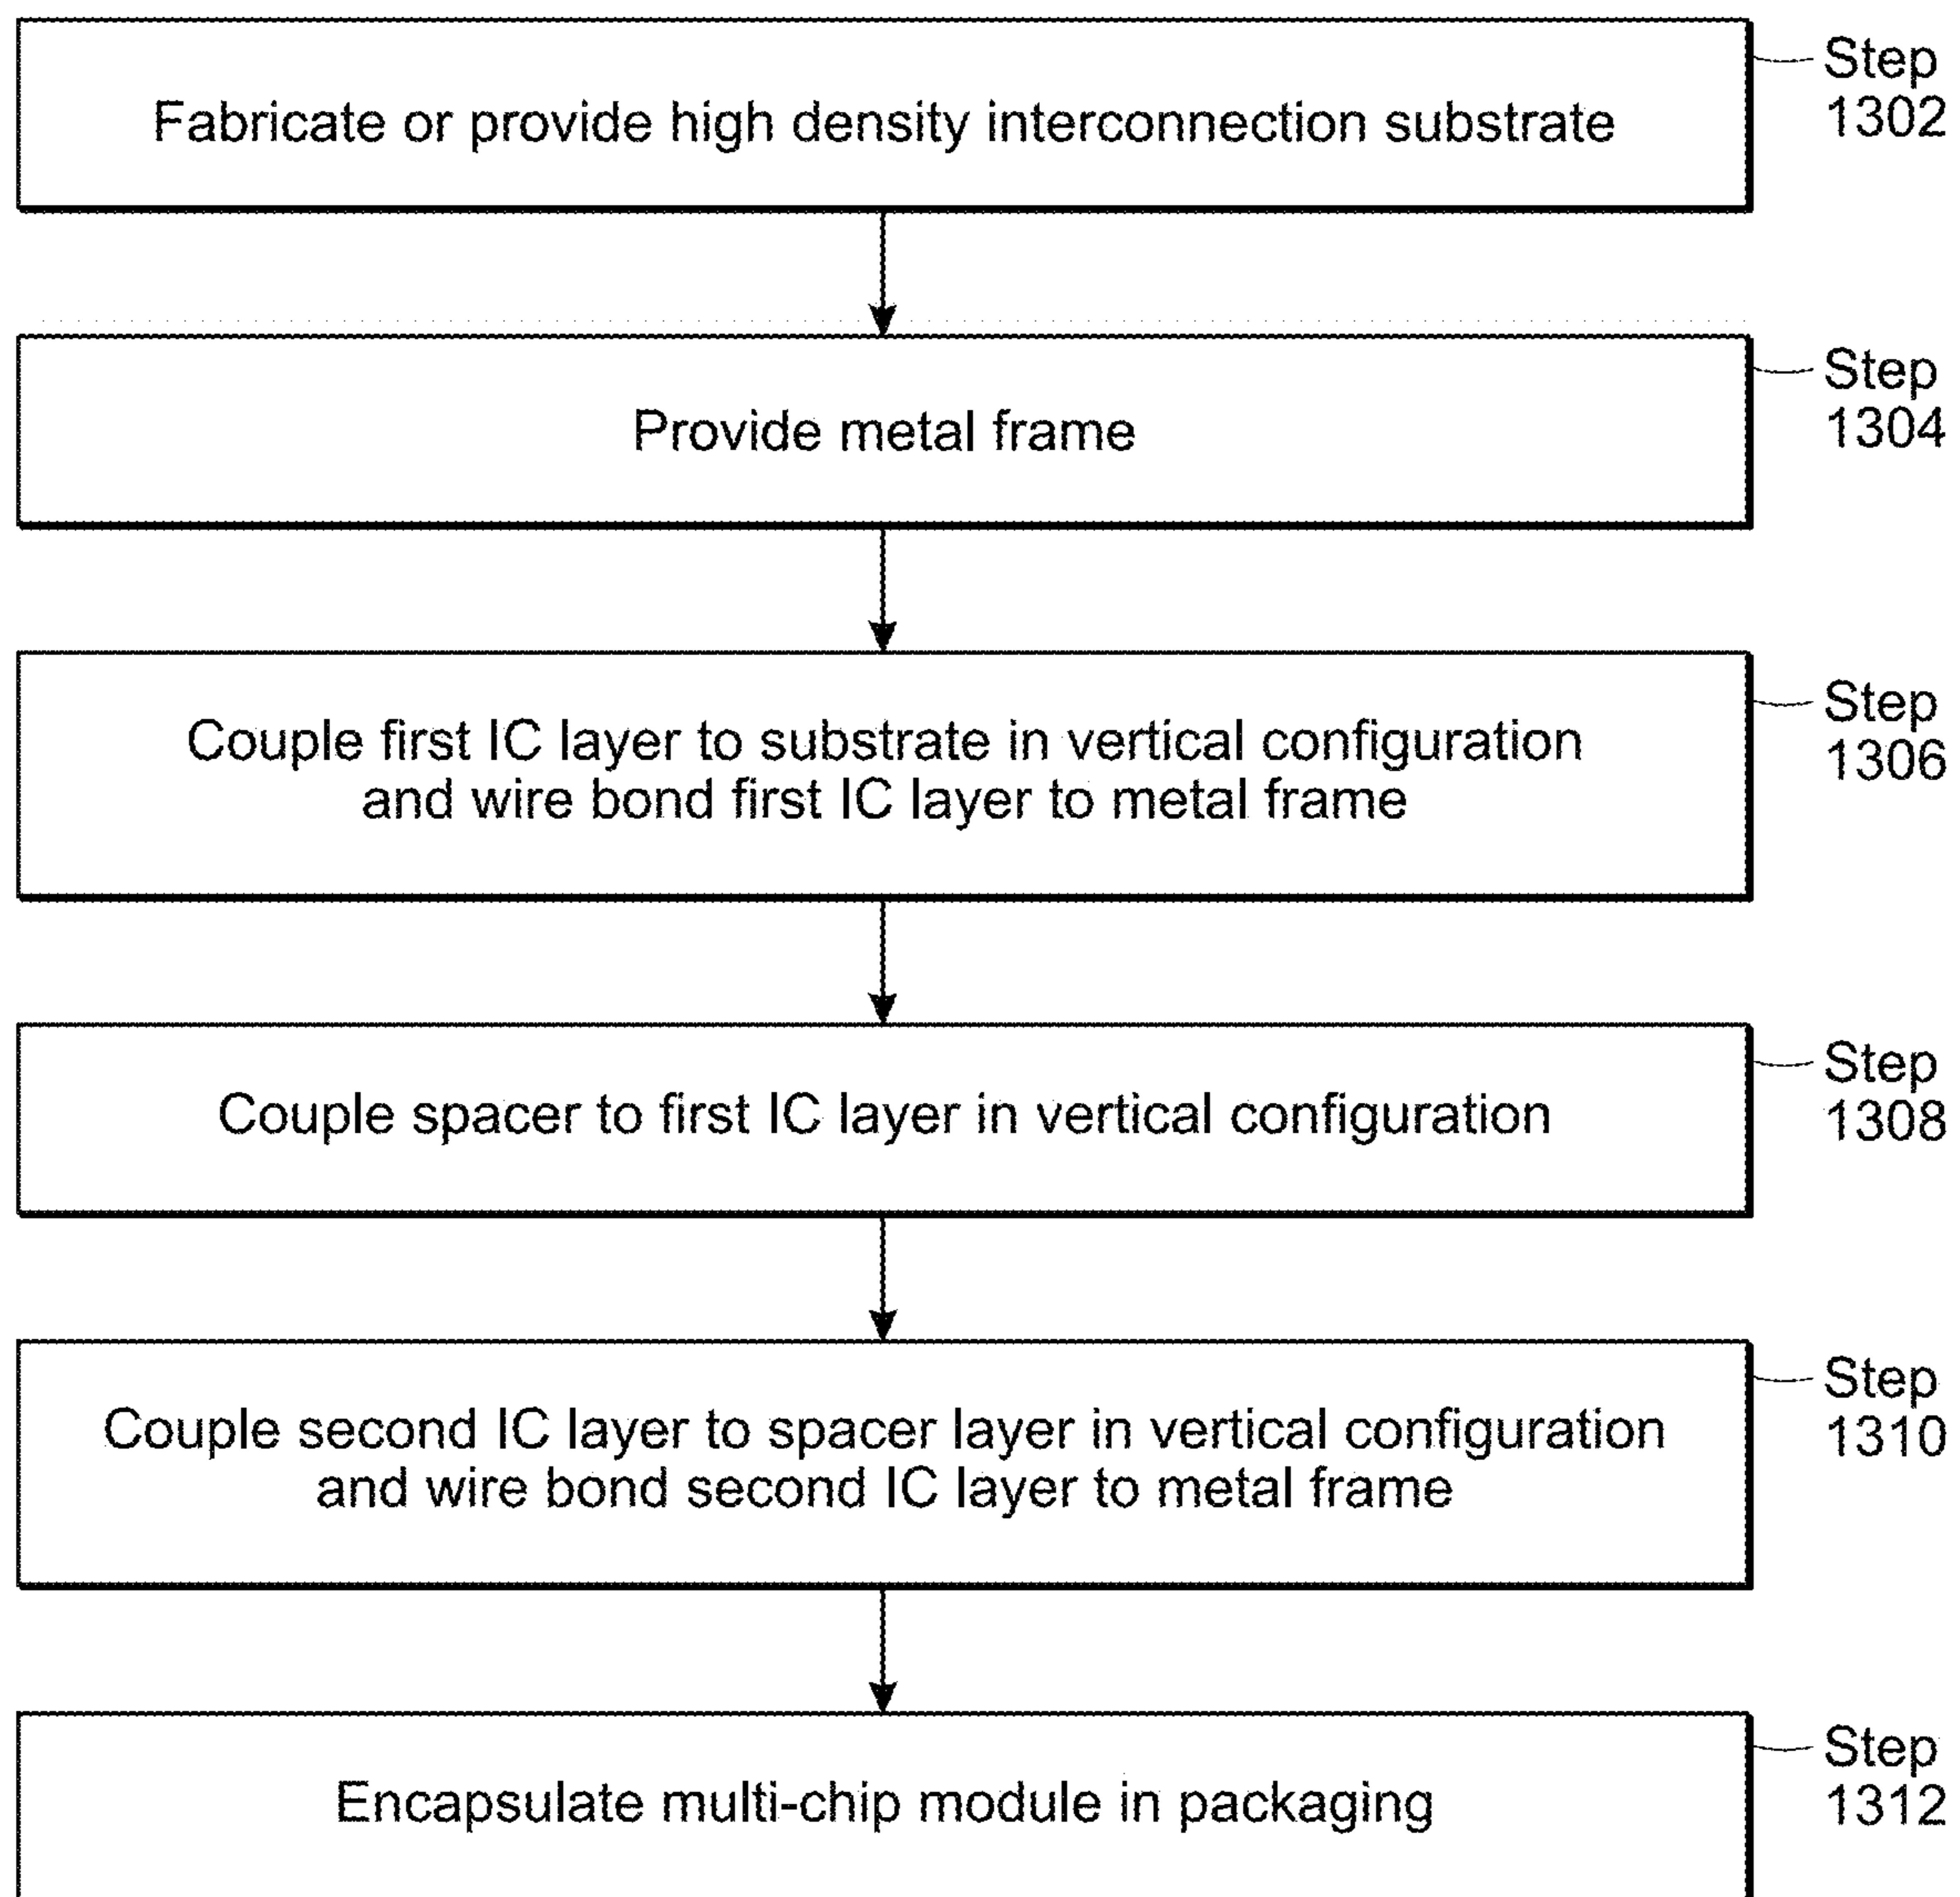 Fabricate or provide high density interconnection substrate
Step
1302
Provide metal frame
Step
1304
Couple first IC layer to substrate in vertical configuration
and wire bond first IC layer to metal frame
Step
1306
Couple spacer to first IC layer in vertical configuration
Step
1308
Couple second IC layer to spacer layer in vertical configuration
and wire bond second IC layer to metal frame
Step
1310
Encapsulate multi-chip module in packaging
Step
1312